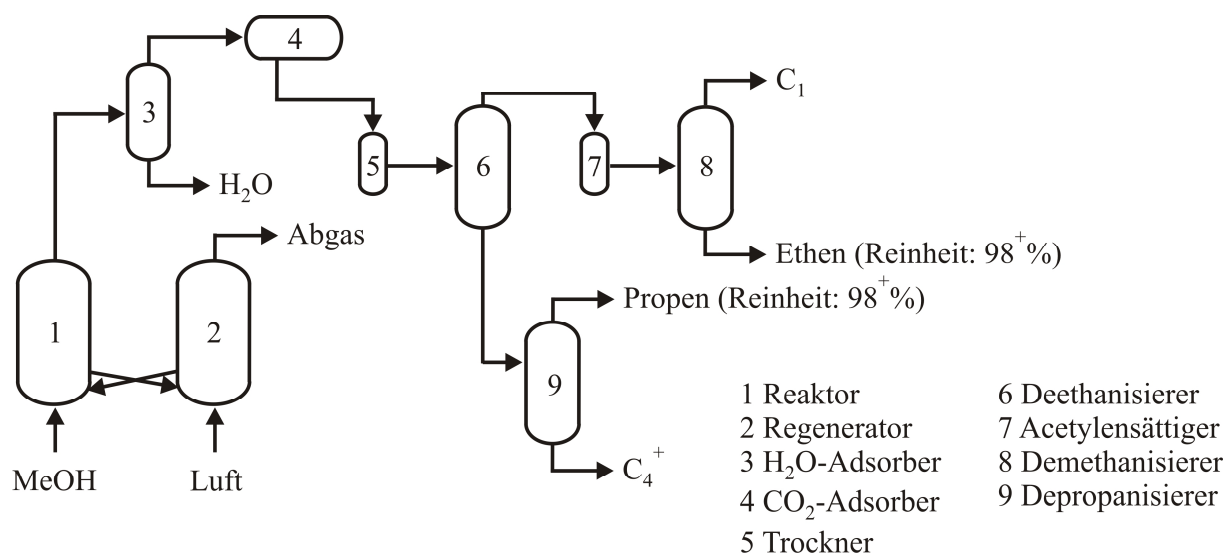 4
C₁
3
5
6
7
8
H₂O
Abgas
Ethen (Reinheit: 98⁺%)
Propen (Reinheit: 98⁺%)
1
2
9
MeOH
Luft
C₄⁺
1 Reaktor
2 Regenerator
3 H₂O-Adsorber
4 CO₂-Adsorber
5 Trockner
6 Deethanisierer
7 Acetylensättiger
8 Demethanisierer
9 Depropanisierer